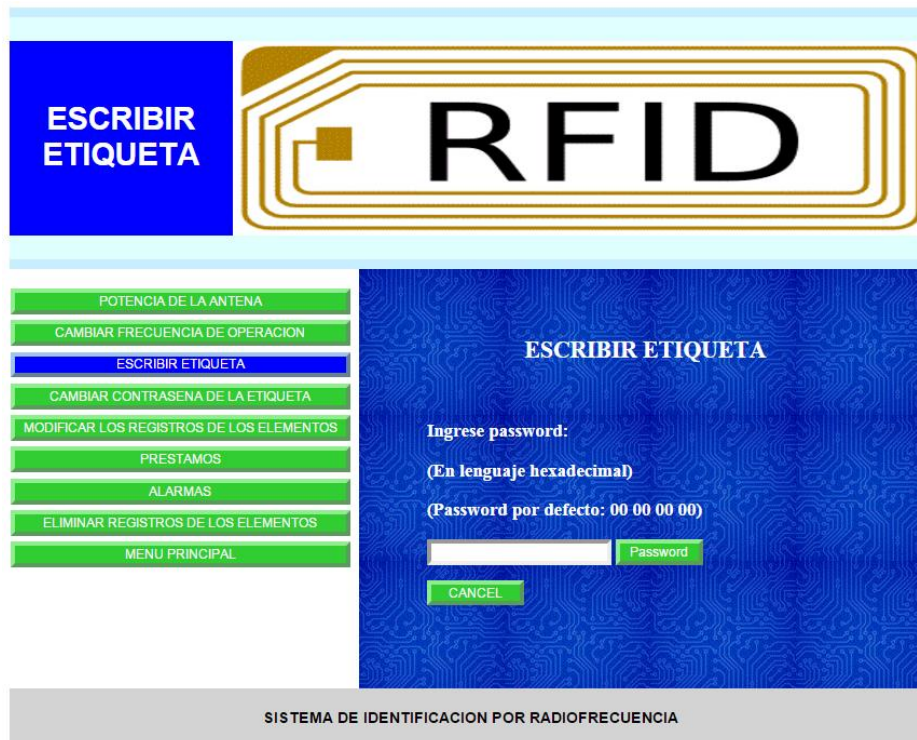 ESCRIBIR
ETIQUETA
RFID
POTENCIA DE LA ANTENA
CAMBIAR FRECUENCIA DE OPERACION
ESCRIBIR ETIQUETA
CAMBIAR CONTRASENA DE LA ETIQUETA
MODIFICAR LOS REGISTROS DE LOS ELEMENTOS
PRESTAMOS
ALARMAS
ELIMINAR REGISTROS DE LOS ELEMENTOS
MENU PRINCIPAL
ESCRIBIR ETIQUETA
Ingrese password:
(En lenguaje hexadecimal)
(Password por defecto: 00 00 00 00)
Password
CANCEL
SISTEMA DE IDENTIFICACION POR RADIOFRECUENCIA